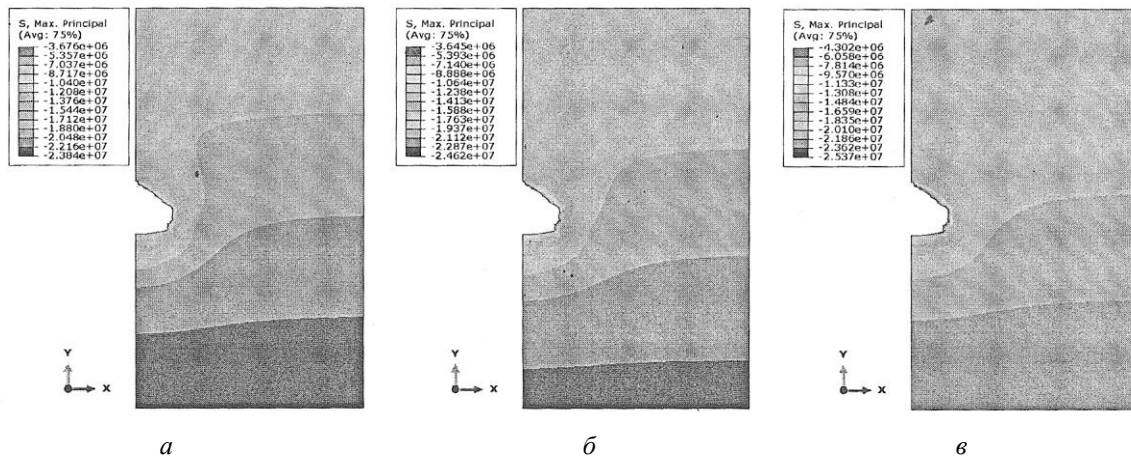 S, Max. Principal
(Avg: 75%)
-3.676e+06
-5.357e+06
-7.037e+06
-8.717e+06
-1.040e+07
-1.208e+07
-1.376e+07
-1.544e+07
-1.712e+07
-1.880e+07
-2.048e+07
-2.216e+07
-2.384e+07
Y
X
а
S, Max. Principal
(Avg: 75%)
-3.645e+06
-5.393e+06
-7.140e+06
-8.888e+06
-1.064e+07
-1.238e+07
-1.413e+07
-1.588e+07
-1.763e+07
-1.937e+07
-2.112e+07
-2.287e+07
-2.462e+07
Y
X
б
S, Max. Principal
(Avg: 75%)
-4.302e+06
-6.058e+06
-7.814e+06
-9.570e+06
-1.133e+07
-1.308e+07
-1.484e+07
-1.659e+07
-1.835e+07
-2.010e+07
-2.186e+07
-2.362e+07
-2.537e+07
Y
X
в